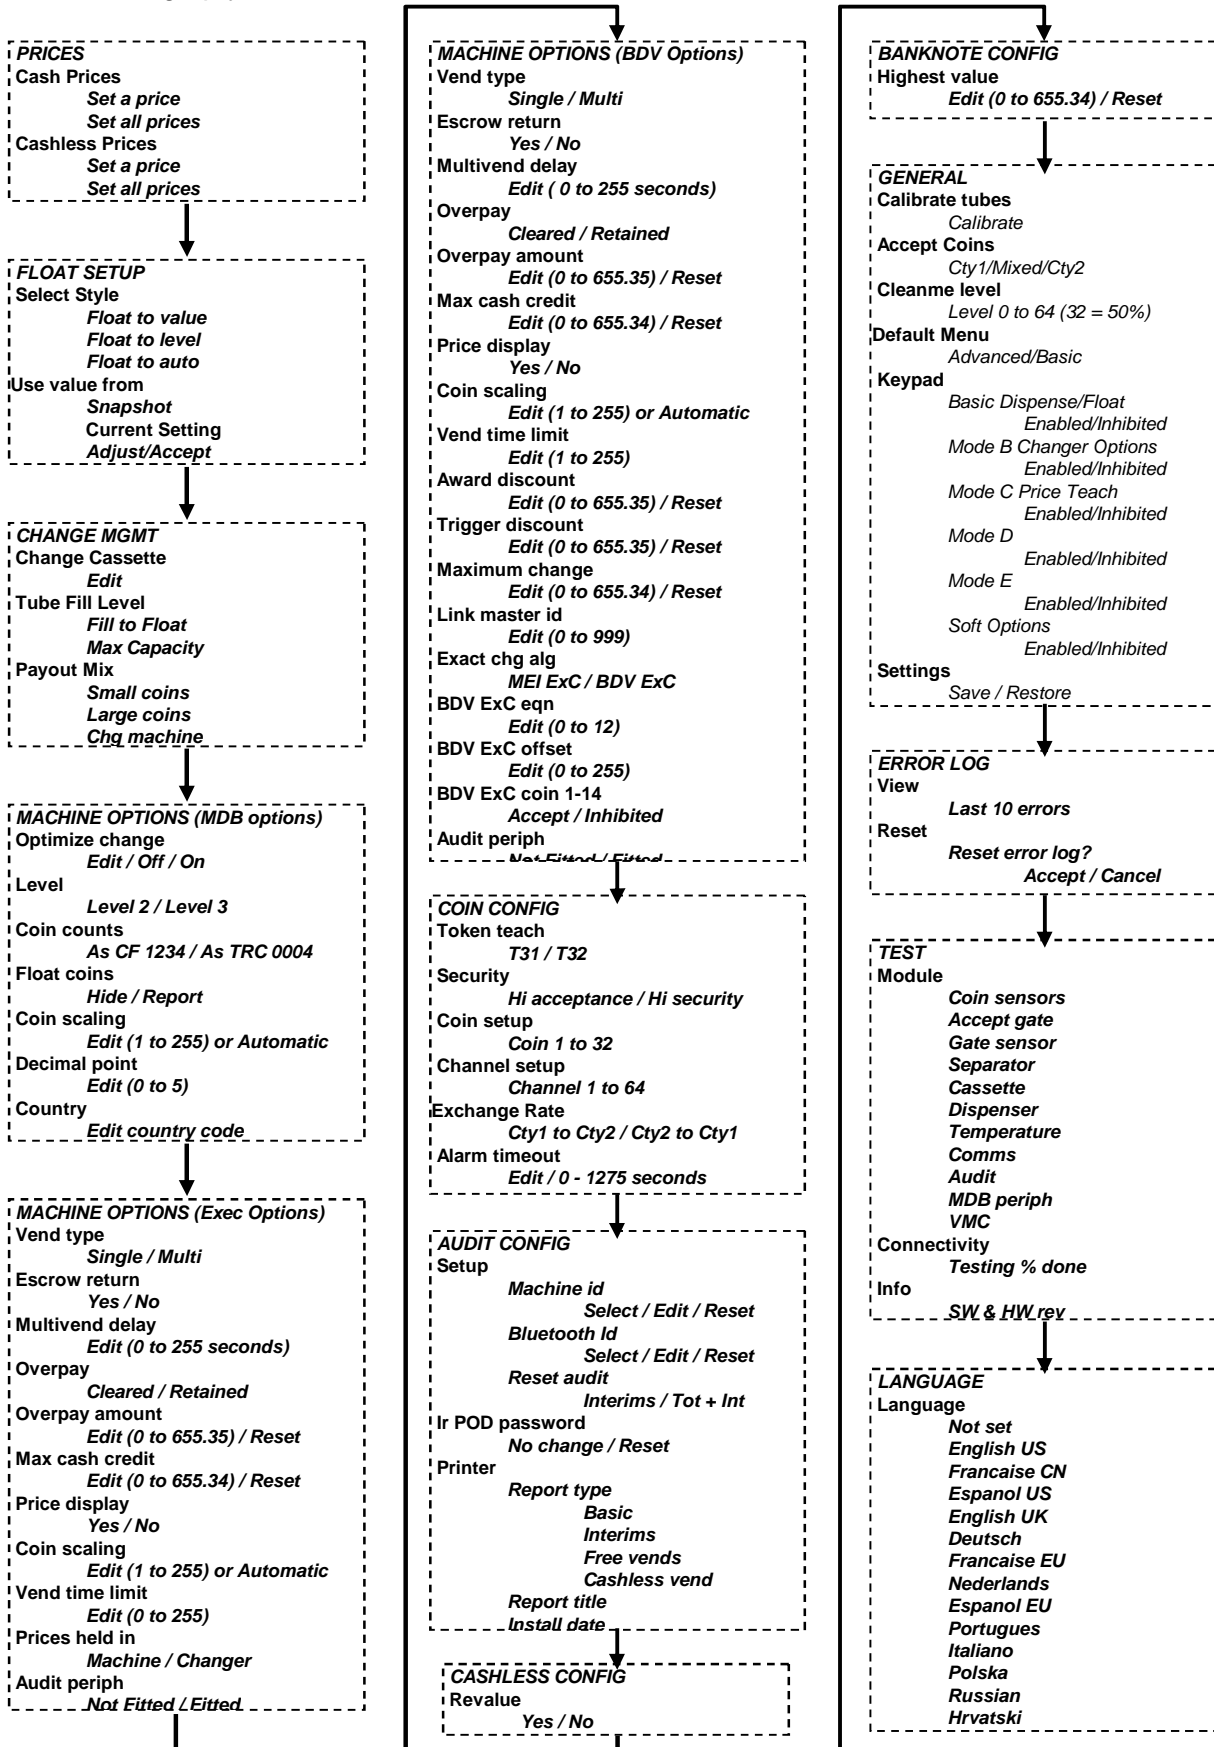 PRICES
Cash Prices
Set a price
Set all prices
Cashless Prices
Set a price
Set all prices
FLOAT SETUP
Select Style
Float to value
Float to level
Float to auto
Use value from
Snapshot
Current Setting
Adjust/Accept
CHANGE MGMT
Change Cassette
Edit
Tube Fill Level
Fill to Float
Max Capacity
Payout Mix
Small coins
Large coins
Chg machine
MACHINE OPTIONS (MDB options)
Optimize change
Edit / Off / On
Level
Level 2 / Level 3
Coin counts
As CF 1234 / As TRC 0004
Float coins
Hide / Report
Coin scaling
Edit (1 to 255) or Automatic
Decimal point
Edit (0 to 5)
Country
Edit country code
MACHINE OPTIONS (Exec Options)
Vend type
Single / Multi
Escrow return
Yes / No
Multivend delay
Edit (0 to 255 seconds)
Overpay
Cleared / Retained
Overpay amount
Edit (0 to 655.35) / Reset
Max cash credit
Edit (0 to 655.34) / Reset
Price display
Yes / No
Coin scaling
Edit (1 to 255) or Automatic
Vend time limit
Edit (0 to 255)
Prices held in
Machine / Changer
Audit periph
Not Fitted / Fitted
MACHINE OPTIONS (BDV Options)
Vend type
Single / Multi
Escrow return
Yes / No
Multivend delay
Edit ( 0 to 255 seconds)
Overpay
Cleared / Retained
Overpay amount
Edit (0 to 655.35) / Reset
Max cash credit
Edit (0 to 655.34) / Reset
Price display
Yes / No
Coin scaling
Edit (1 to 255) or Automatic
Vend time limit
Edit (1 to 255)
Award discount
Edit (0 to 655.35) / Reset
Trigger discount
Edit (0 to 655.35) / Reset
Maximum change
Edit (0 to 655.34) / Reset
Link master id
Edit (0 to 999)
Exact chg alg
MEI ExC / BDV ExC
BDV ExC eqn
Edit (0 to 12)
BDV ExC offset
Edit (0 to 255)
BDV ExC coin 1-14
Accept / Inhibited
Audit periph
Not Fitted / Fitted
COIN CONFIG
Token teach
T31 / T32
Security
Hi acceptance / Hi security
Coin setup
Coin 1 to 32
Channel setup
Channel 1 to 64
Exchange Rate
Cty1 to Cty2 / Cty2 to Cty1
Alarm timeout
Edit / 0 - 1275 seconds
AUDIT CONFIG
Setup
Machine id
Select / Edit / Reset
Bluetooth Id
Select / Edit / Reset
Reset audit
Interims / Tot + Int
Ir POD password
No change / Reset
Printer
Report type
Basic
Interims
Free vends
Cashless vend
Report title
Install date
CASHLESS CONFIG
Revalue
Yes / No
BANKNOTE CONFIG
Highest value
Edit (0 to 655.34) / Reset
GENERAL
Calibrate tubes
Calibrate
Accept Coins
Cty1/Mixed/Cty2
Cleanme level
Level 0 to 64 (32 = 50%)
Default Menu
Advanced/Basic
Keypad
Basic Dispense/Float
Enabled/Inhibited
Mode B Changer Options
Enabled/Inhibited
Mode C Price Teach
Enabled/Inhibited
Mode D
Enabled/Inhibited
Mode E
Enabled/Inhibited
Soft Options
Enabled/Inhibited
Settings
Save / Restore
ERROR LOG
View
Last 10 errors
Reset
Reset error log?
Accept / Cancel
TEST
Module
Coin sensors
Accept gate
Gate sensor
Separator
Cassette
Dispenser
Temperature
Comms
Audit
MDB periph
VMC
Connectivity
Testing % done
Info
SW & HW rev
LANGUAGE
Language
Not set
English US
Francaise CN
Espanol US
English UK
Deutsch
Francaise EU
Nederlands
Espanol EU
Portugues
Italiano
Polska
Russian
Hrvatski